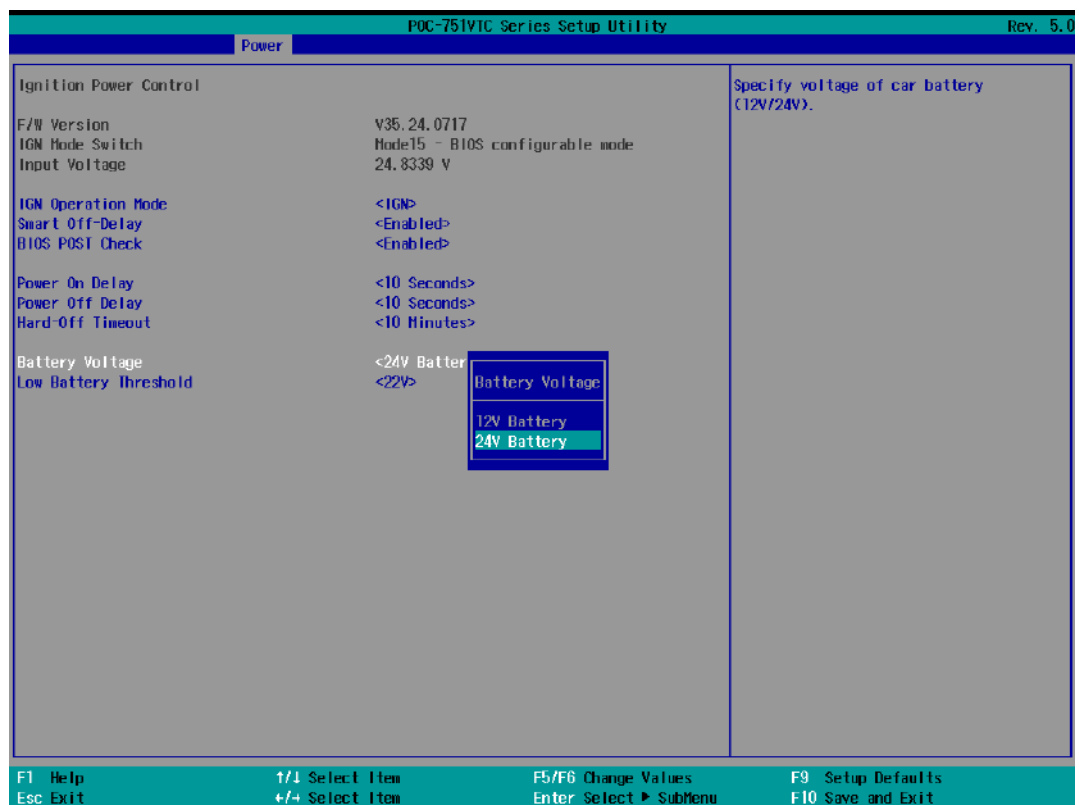 POC-751VTC Series Setup Utility Rev. 5.0
Power
Ignition Power Control
Specify voltage of car battery
(12V/24V).
F/W Version V35.24.0717
IGN Mode Switch Mode15 - BIOS configurable mode
Input Voltage 24.8339 V
IGN Operation Mode <IGN>
Smart Off-Delay <Enabled>
BIOS POST Check <Enabled>
Power On Delay <10 Seconds>
Power Off Delay <10 Seconds>
Hard-Off Timeout <10 Minutes>
Battery Voltage <24V Batter
Low Battery Threshold <22V>
Battery Voltage
12V Battery
24V Battery
F1 Help ↑/↓ Select Item F5/F6 Change Values F9 Setup Defaults
Esc Exit ←/→ Select Item Enter Select ▶ SubMenu F10 Save and Exit